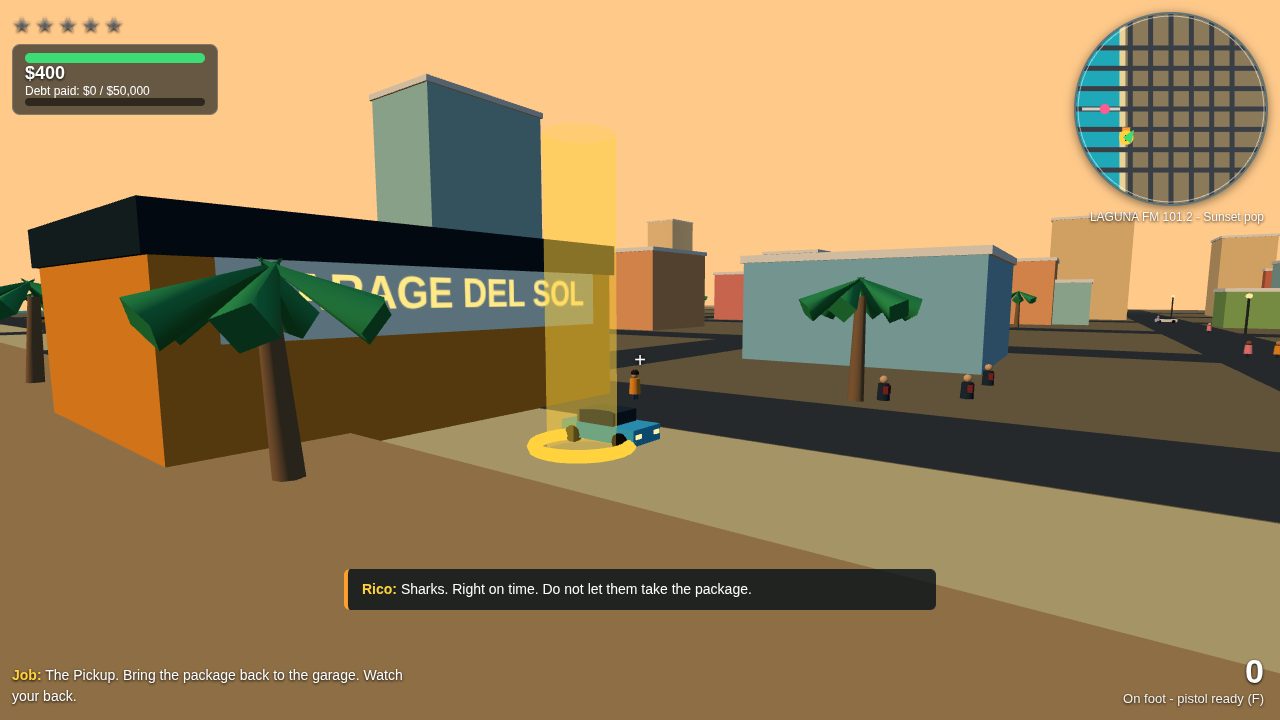 $400
Debt paid: $0 / $50,000
LAGUNA FM 101.2 - Sunset pop
RAGE DEL SOL
Rico: Sharks. Right on time. Do not let them take the package.
Job: The Pickup. Bring the package back to the garage. Watch
your back.
0
On foot - pistol ready (F)